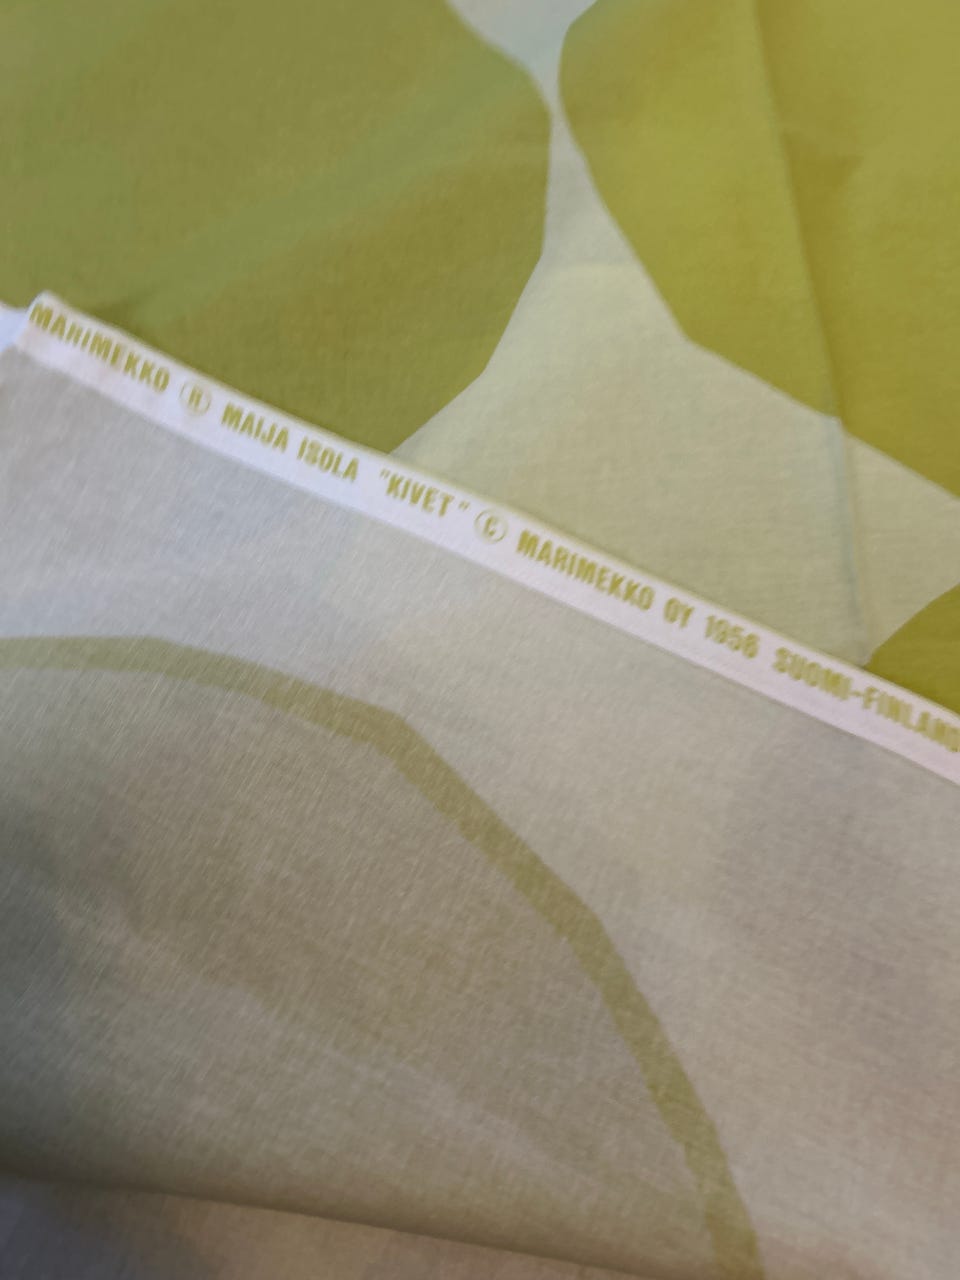 MARIMEKKO ® MAIJA ISOLA "KIVET" © MARIMEKKO OY 1956 SUOMI-FINLAND